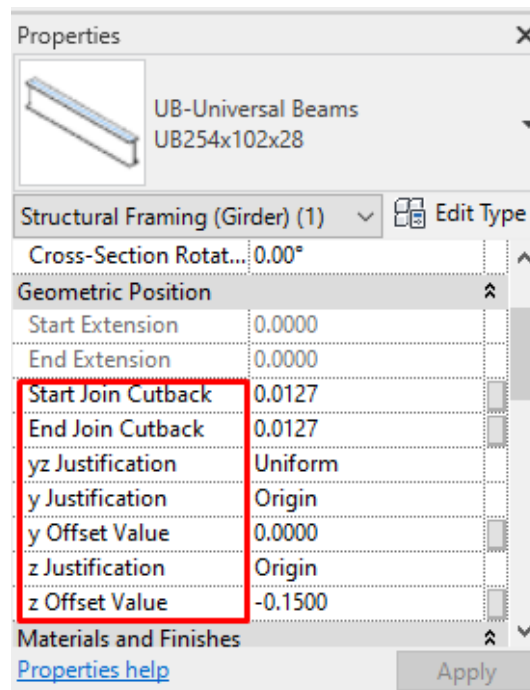 Properties
UB-Universal Beams
UB254x102x28
Structural Framing (Girder) (1)
Edit Type
Cross-Section Rotat... 0.00°
Geometric Position
Start Extension 0.0000
End Extension 0.0000
Start Join Cutback 0.0127
End Join Cutback 0.0127
yz Justification Uniform
y Justification Origin
y Offset Value 0.0000
z Justification Origin
z Offset Value -0.1500
Materials and Finishes
Properties help
Apply